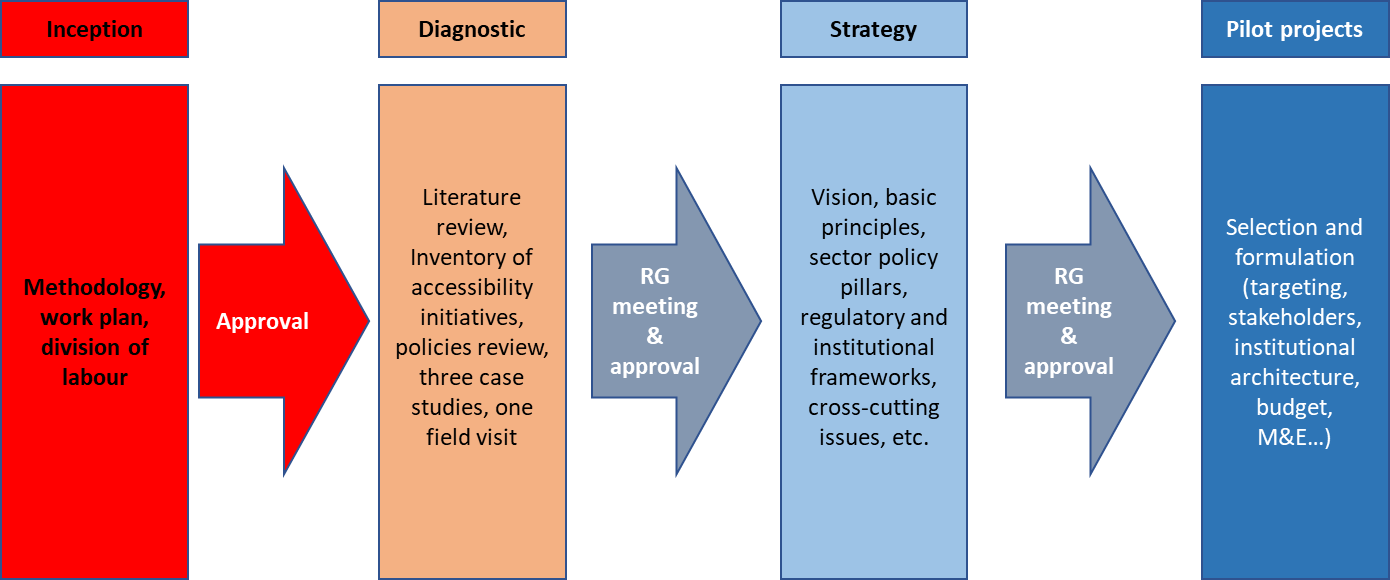 Inception
Diagnostic
Strategy
Pilot projects
Methodology,
work plan,
division of
labour
Approval
Literature
review,
Inventory of
accessibility
initiatives,
policies review,
three case
studies, one
field visit
RG
meeting
&
approval
Vision, basic
principles,
sector policy
pillars,
regulatory and
institutional
frameworks,
cross-cutting
issues, etc.
RG
meeting
&
approval
Selection and
formulation
(targeting,
stakeholders,
institutional
architecture,
budget,
M&E…)